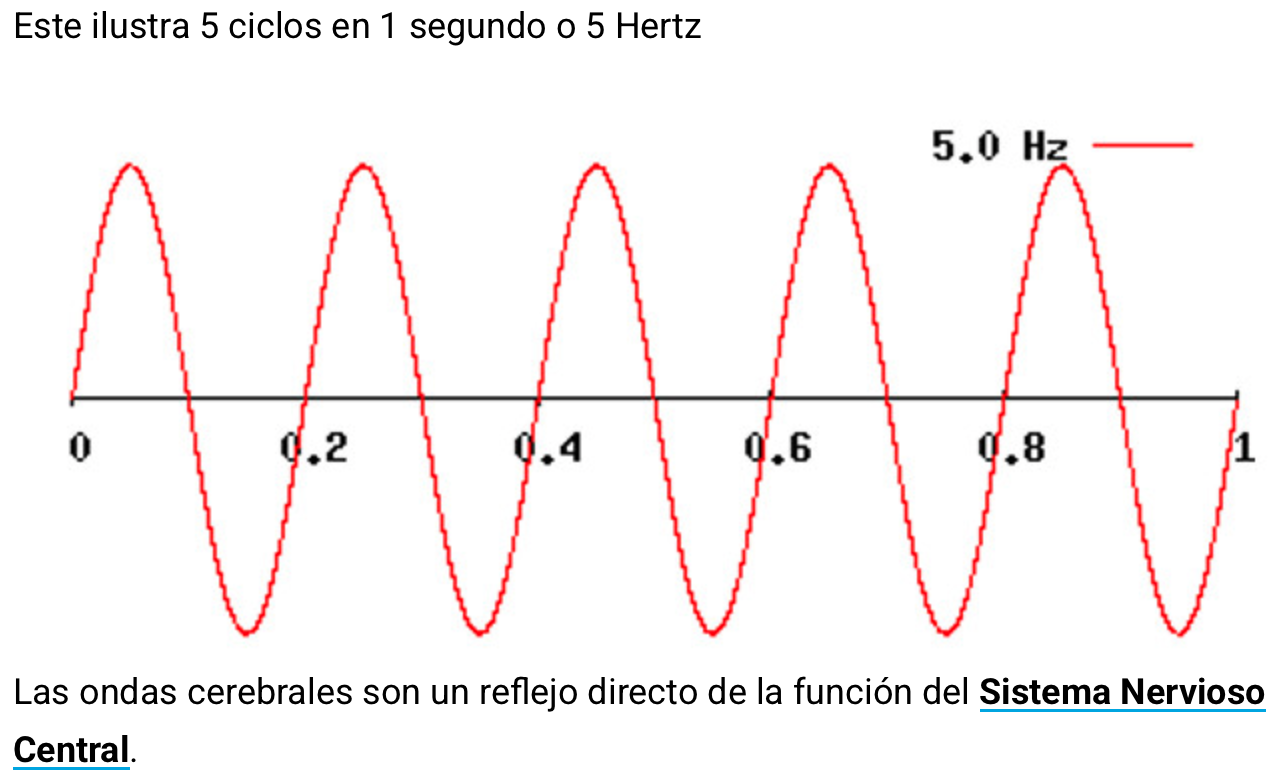 Este ilustra 5 ciclos en 1 segundo o 5 Hertz
5.0 Hz
0 0.2 0.4 0.6 0.8 1
Las ondas cerebrales son un reflejo directo de la función del Sistema Nervioso
Central.